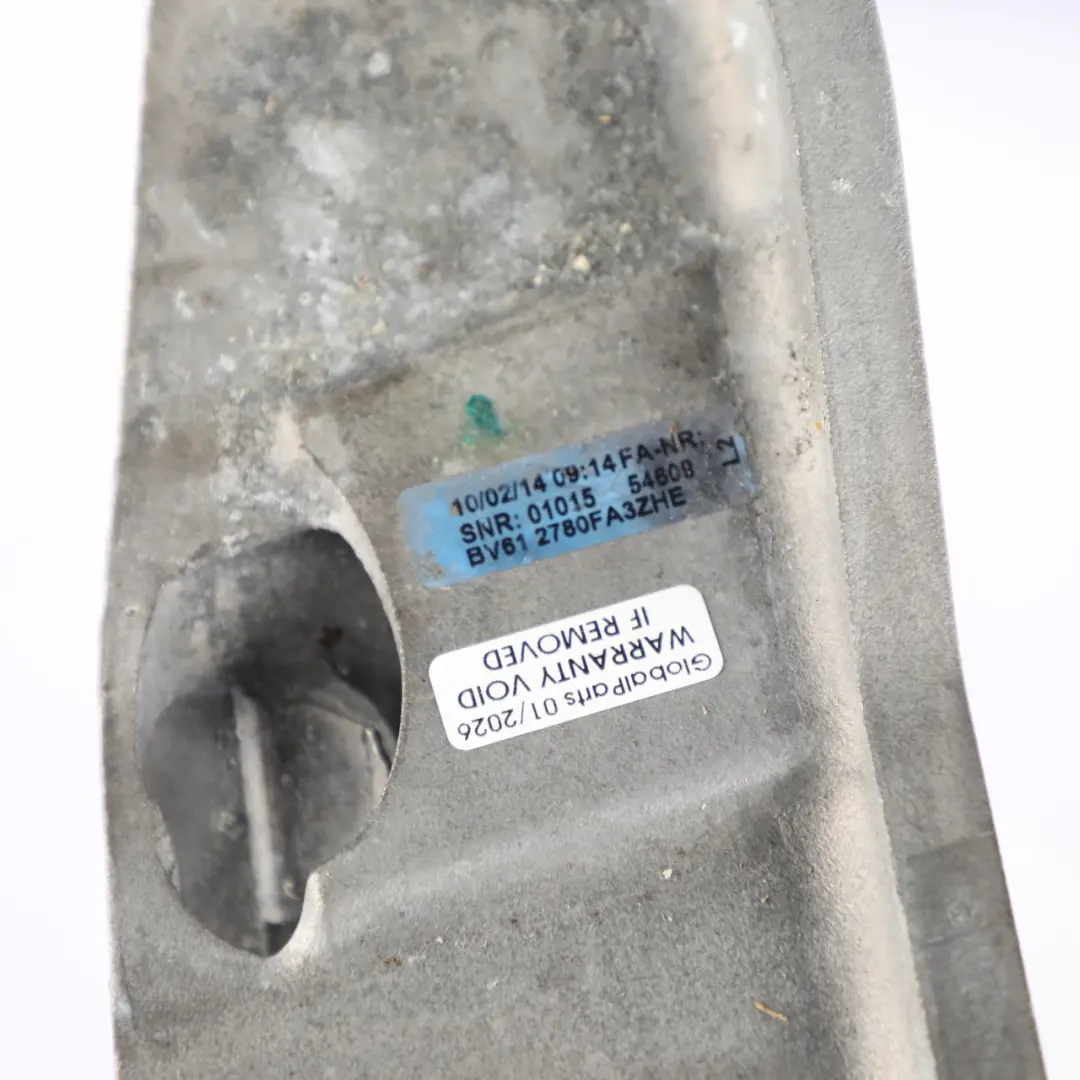 10/02/14 09:14 FA-NR:
SNR: 01015 54609 L2
BV61 2780FA3ZHE
GlobalParts 01/2026
WARRANTY VOID
IF REMOVED